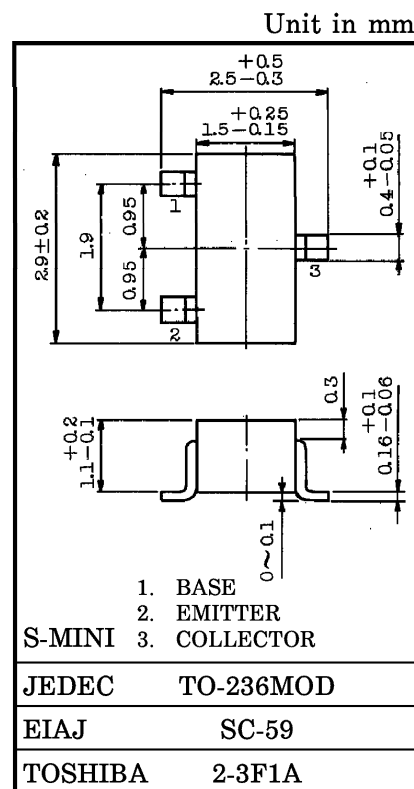 Unit in mm
+0.5
2.5-0.3
+0.25
1.5-0.15
2.9±0.2
1.9
0.95
0.95
1
2
3
+0.1
0.4-0.05
+0.2
1.1-0.1
0.3
+0.1
0.16-0.06
0~0.1
1. BASE
2. EMITTER
S-MINI 3. COLLECTOR
JEDEC TO-236MOD
EIAJ SC-59
TOSHIBA 2-3F1A